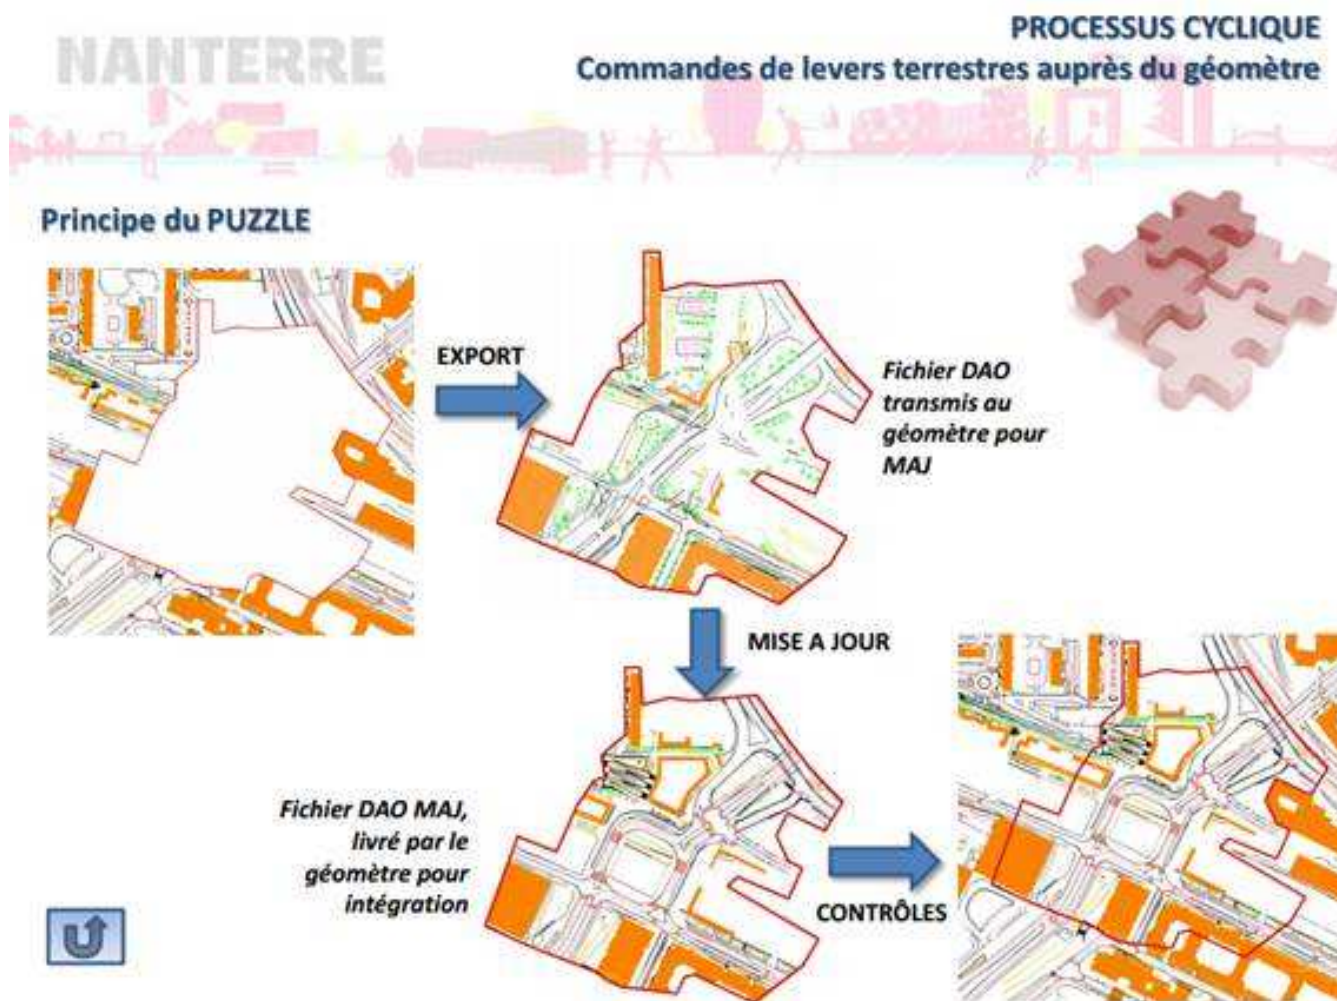 NANTERRE
PROCESSUS CYCLIQUE
Commandes de levers terrestres auprès du géomètre
Principe du PUZZLE
EXPORT
Fichier DAO
transmis au
géomètre pour
MAJ
MISE A JOUR
Fichier DAO MAJ,
livré par le
géomètre pour
intégration
CONTRÔLES